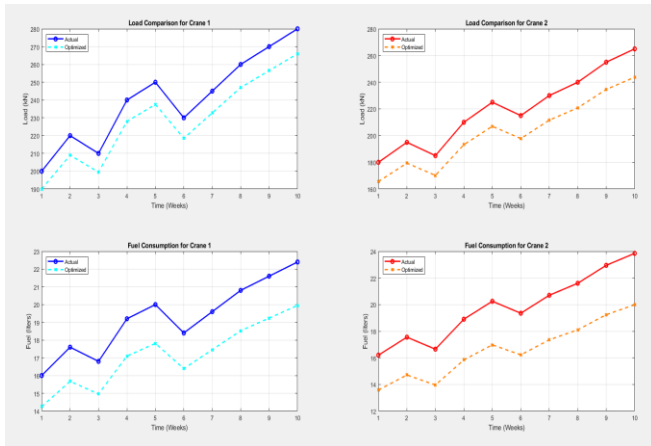 Load Comparison for Crane 1
Actual
Optimized
280
270
260
250
240
230
220
210
200
190
Load (kN)
1 2 3 4 5 6 7 8 9 10
Time (Weeks)
Load Comparison for Crane 2
Actual
Optimized
280
260
240
220
200
180
160
Load (kN)
1 2 3 4 5 6 7 8 9 10
Time (Weeks)
Fuel Consumption for Crane 1
Actual
Optimized
23
22
21
20
19
18
17
16
15
14
Fuel (liters)
1 2 3 4 5 6 7 8 9 10
Time (Weeks)
Fuel Consumption for Crane 2
Actual
Optimized
24
22
20
18
16
14
12
Fuel (liters)
1 2 3 4 5 6 7 8 9 10
Time (Weeks)